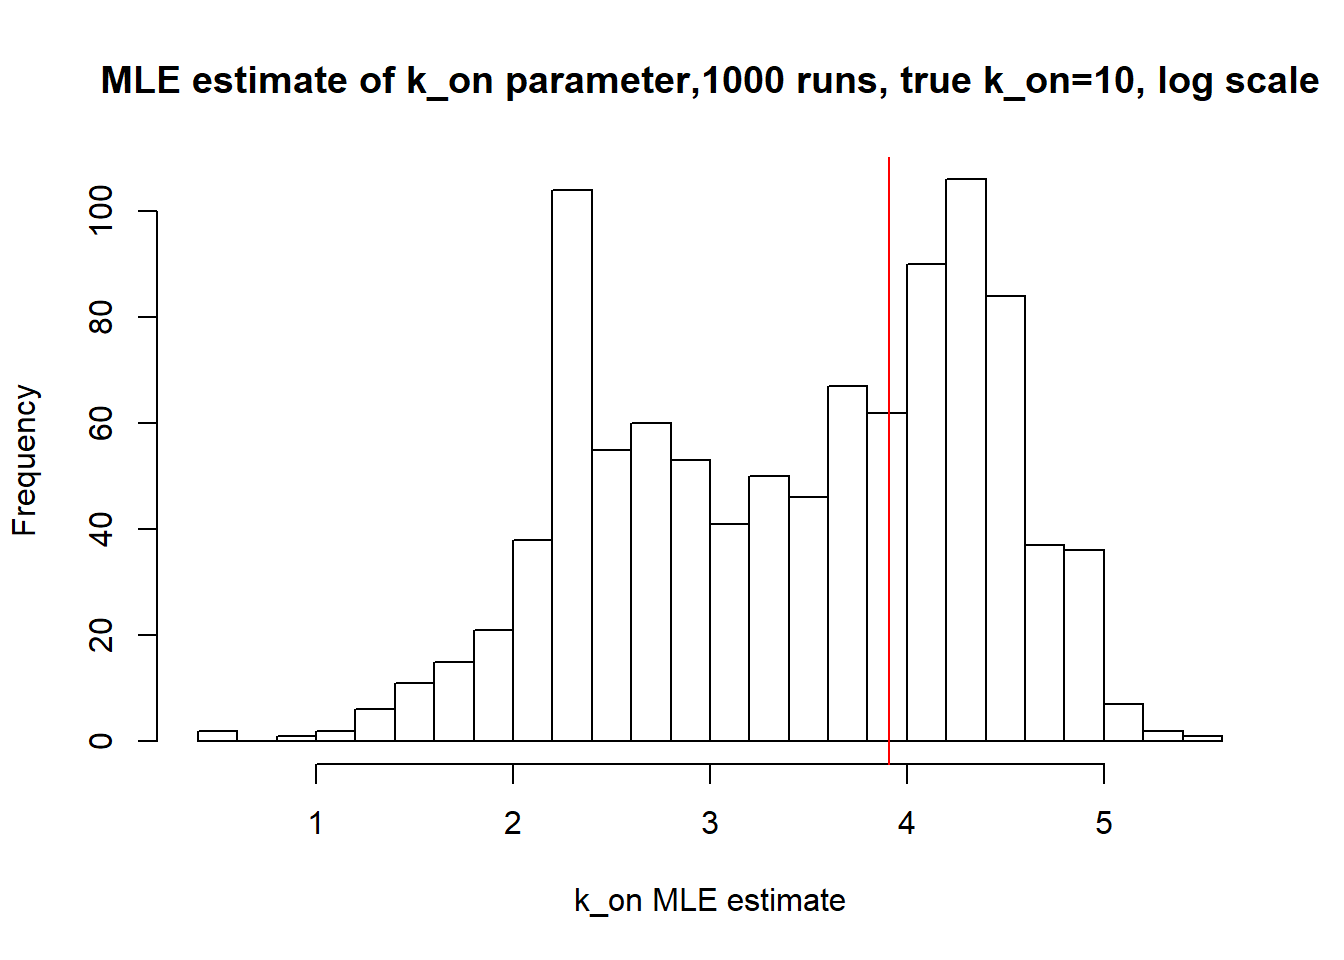 MLE estimate of k_on parameter,1000 runs, true k_on=10, log scale
Frequency
100
80
60
40
20
0
1 2 3 4 5
k_on MLE estimate